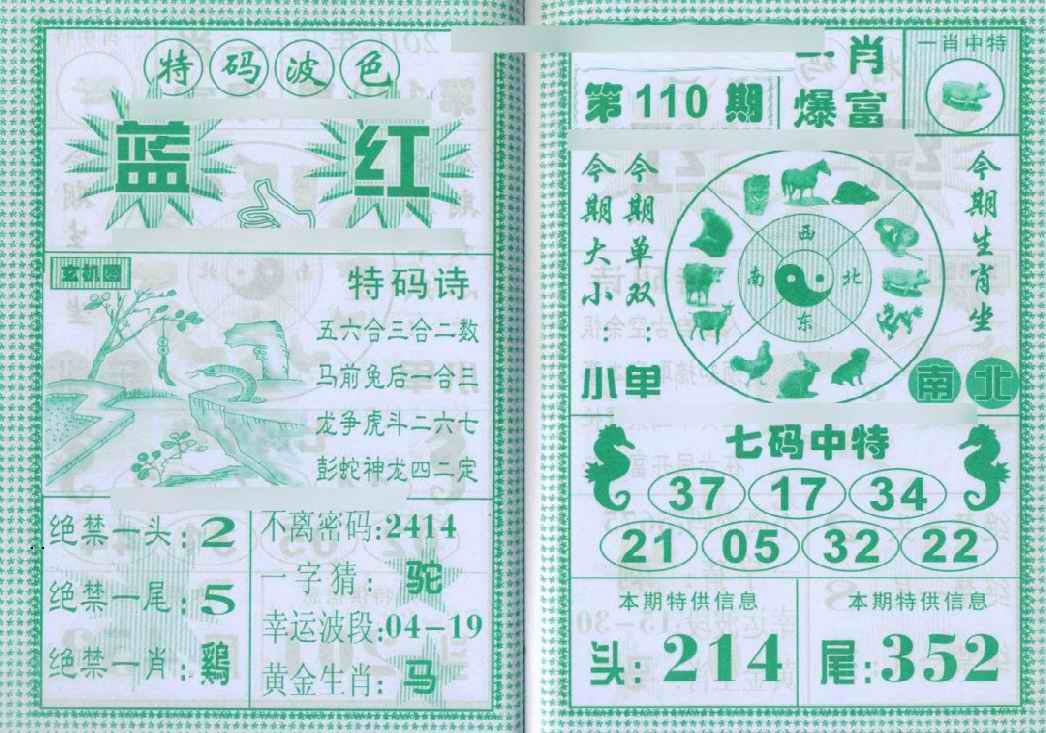 特码波色
蓝 红
玄机图
特码诗
五六合三合二数
马前兔后一合三
龙争虎斗二六七
彭蛇神龙四二定
绝禁一头:2
绝禁一尾:5
绝禁一肖:鷄
不离密码:2414
一字猜: 驼
幸运波段:04-19
黄金生肖: 马
第 110 期
一肖
爆富
一肖中特
今期大小: 小
今期单双: 单
西
南 北
东
今期生肖坐
南 北
七码中特
37 17 34
21 05 32 22
本期特供信息
头: 214
本期特供信息
尾: 352